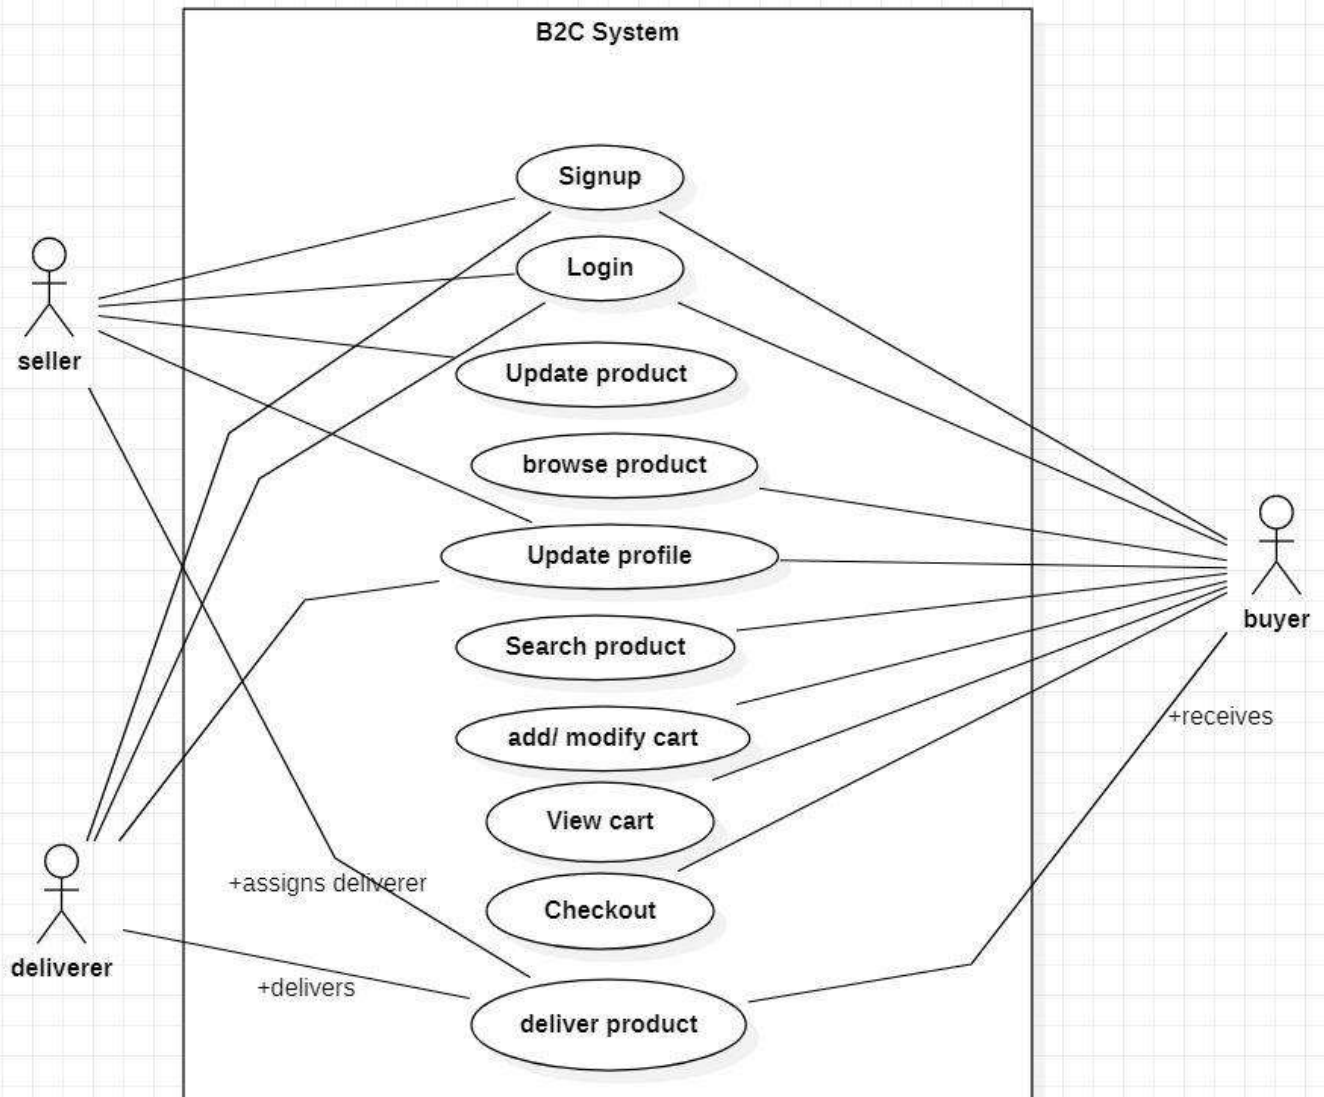 B2C System
Signup
Login
seller
Update product
browse product
Update profile
buyer
Search product
+receives
add/ modify cart
View cart
+assigns deliverer
Checkout
deliverer
+delivers
deliver product